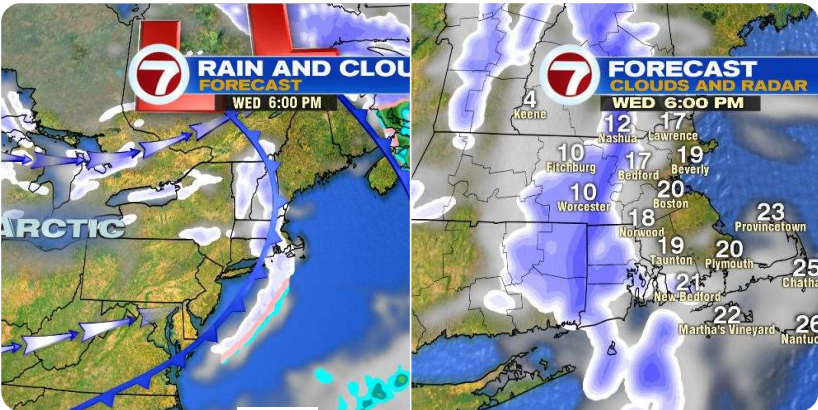 7
RAIN AND CLOU
FORECAST
WED 6:00 PM
ARCTIC
7
FORECAST
CLOUDS AND RADAR
WED 6:00 PM
4
Keene
12
Nashua
17
Lawrence
10
Fitchburg
17
Bedford
19
Beverly
10
Worcester
20
Boston
18
Norwood
23
Provincetown
19
Taunton
20
Plymouth
25
Chatha
21
New Bedford
22
Martha's Vineyard
26
Nantuc